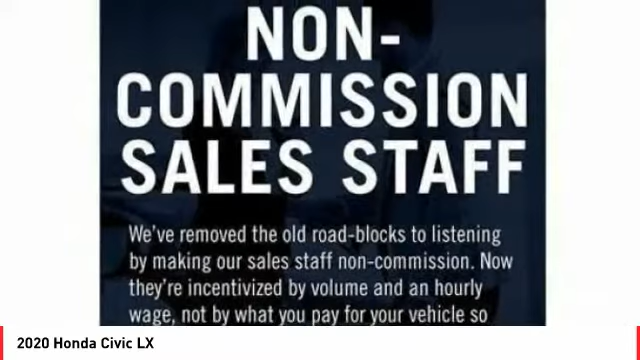 NON-
COMMISSION
SALES STAFF
We've removed the old road-blocks to listening
by making our sales staff non-commission. Now
they're incentivized by volume and an hourly
wage, not by what you pay for your vehicle so
2020 Honda Civic LX